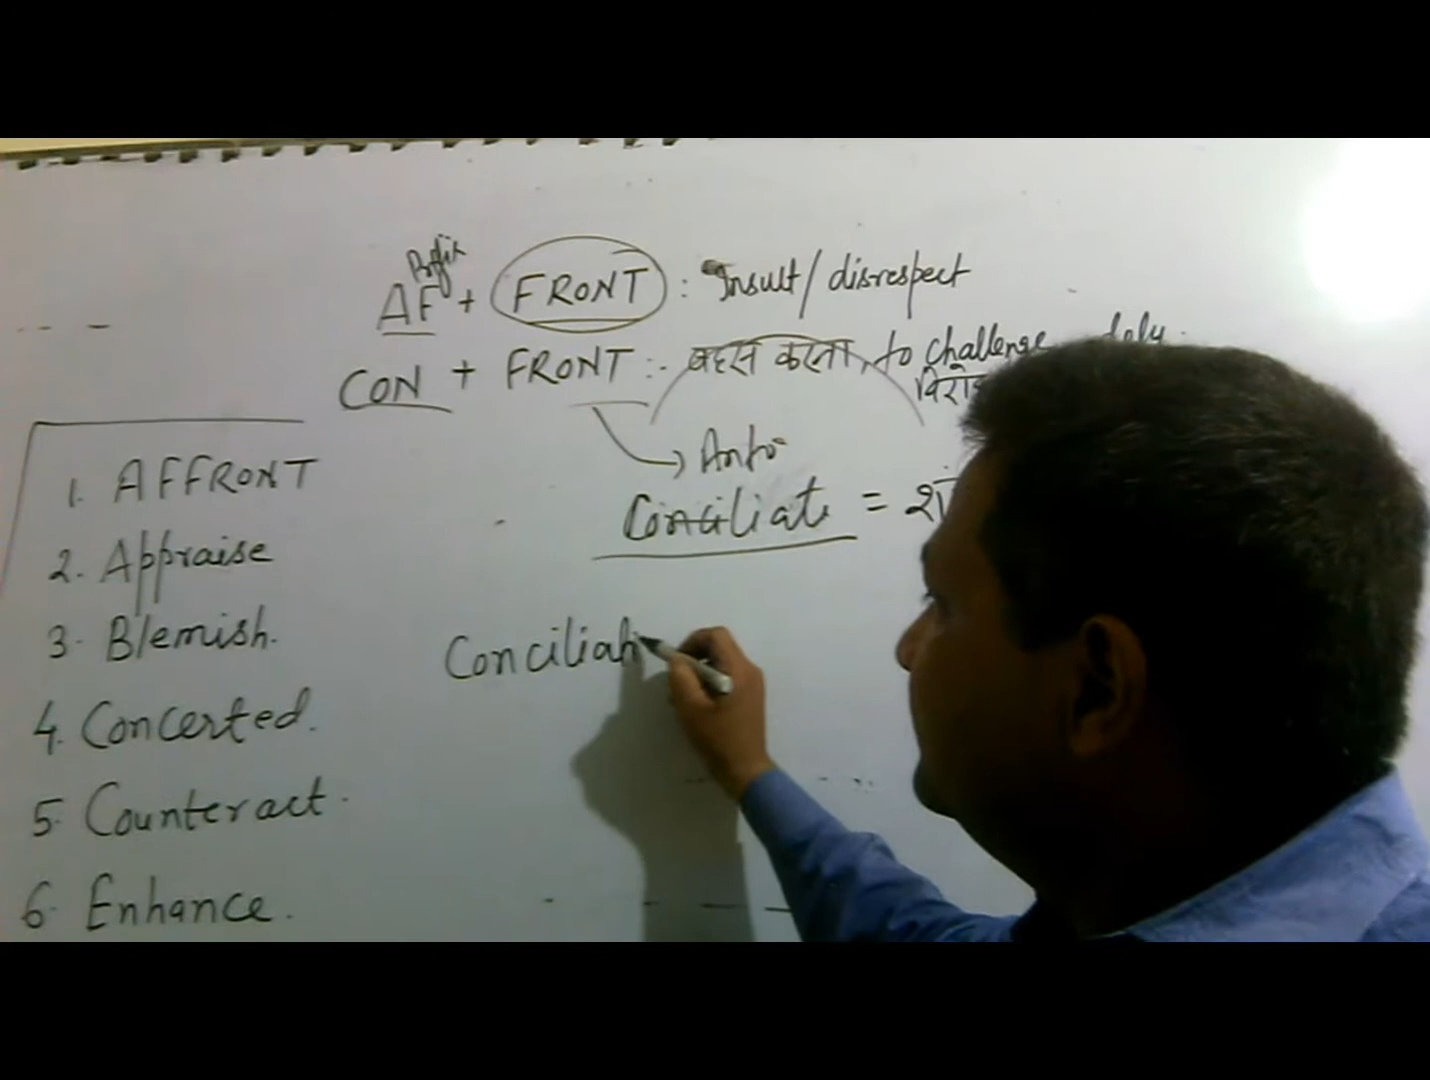 Prefix
AF + FRONT : Insult/disrespect
CON + FRONT :- बहस करना, to challenge
Anto-
Conciliate =
1. AFFRONT
2. Appraise
3. Blemish.
4. Concerted.
5. Counteract.
6. Enhance.
Conciliati